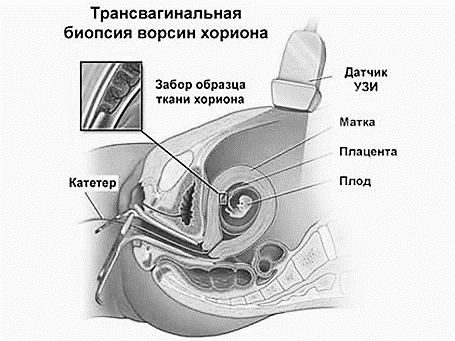 Трансвагинальная
биопсия ворсин хориона
Забор образца
ткани хориона
Датчик
УЗИ
Матка
Плацента
Плод
Катетер